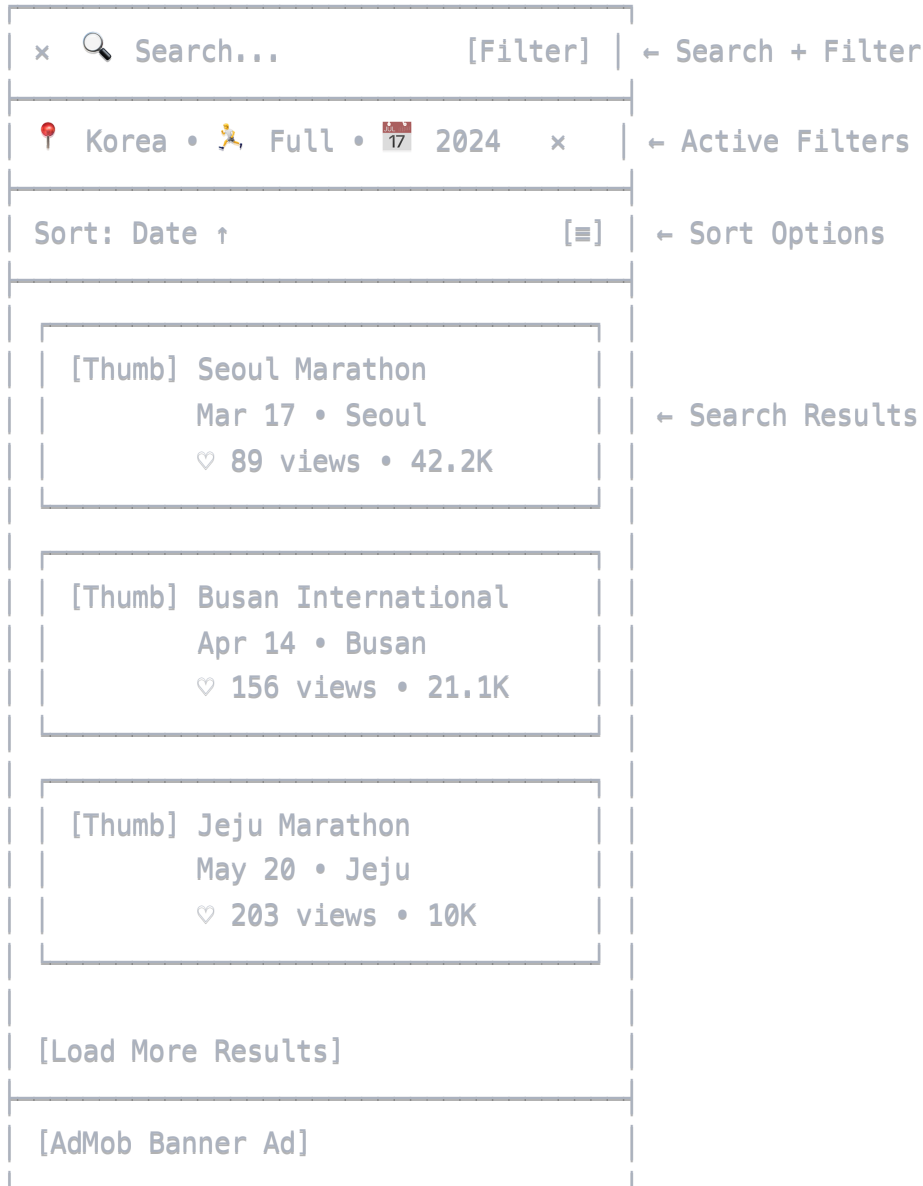 × 🔍 Search... [Filter] ← Search + Filter
📍 Korea • 🏃 Full • 📅 2024 × ← Active Filters
Sort: Date ↑ [≡] ← Sort Options
[Thumb] Seoul Marathon
Mar 17 • Seoul ← Search Results
♡ 89 views • 42.2K
[Thumb] Busan International
Apr 14 • Busan
♡ 156 views • 21.1K
[Thumb] Jeju Marathon
May 20 • Jeju
♡ 203 views • 10K
[Load More Results]
[AdMob Banner Ad]